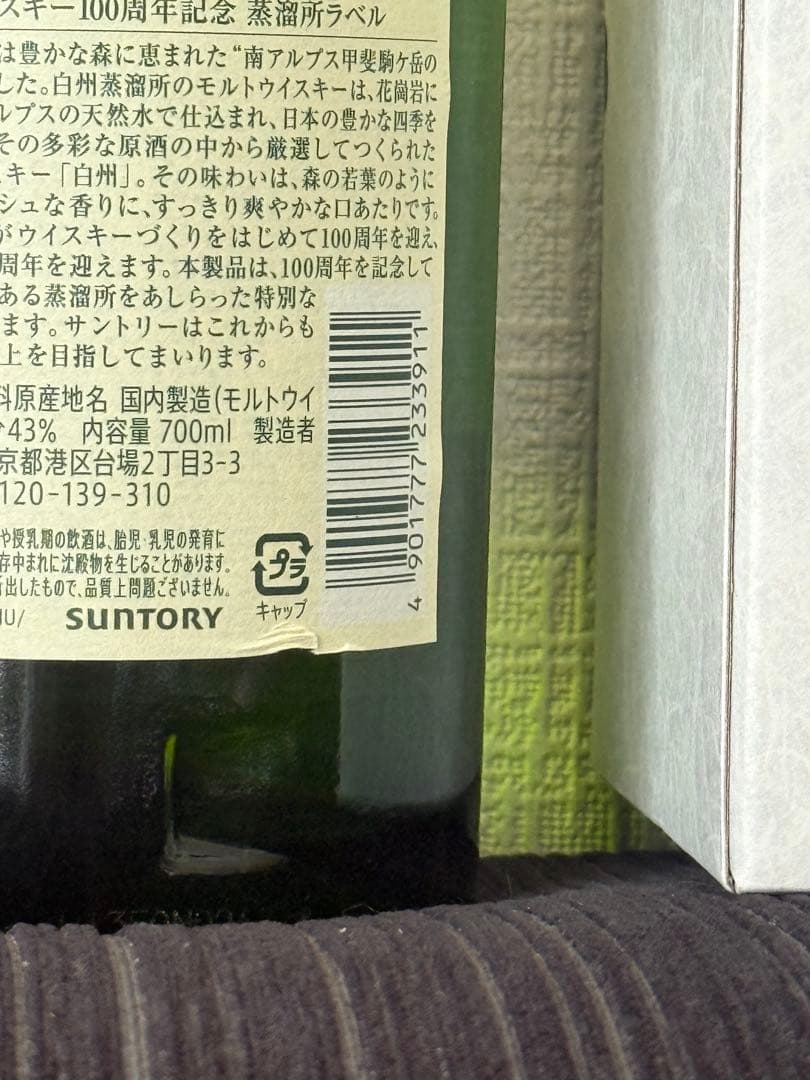 スキー100周年記念 蒸溜所ラベル
は豊かな森に恵まれた“南アルプス甲斐駒ケ岳の
した。白州蒸溜所のモルトウイスキーは、花崗岩に
ルプスの天然水で仕込まれ、日本の豊かな四季を
その多彩な原酒の中から厳選してつくられた
キー「白州」。その味わいは、森の若葉のように
シュな香りに、すっきり爽やかな口あたりです。
がウイスキーづくりをはじめて100周年を迎え、
周年を迎えます。本製品は、100周年を記念して
ある蒸溜所をあしらった特別な
ます。サントリーはこれからも
上を目指してまいります。
料原産地名 国内製造(モルトウイ
43% 内容量 700ml 製造者
京都港区台場2丁目3-3
120-139-310
や授乳期の飲酒は、胎児・乳児の発育に
存中まれに沈殿物を生じることがあります。
出したもので、品質上問題ございません。
プラ
キャップ
U/ SUNTORY
4 901777 233911